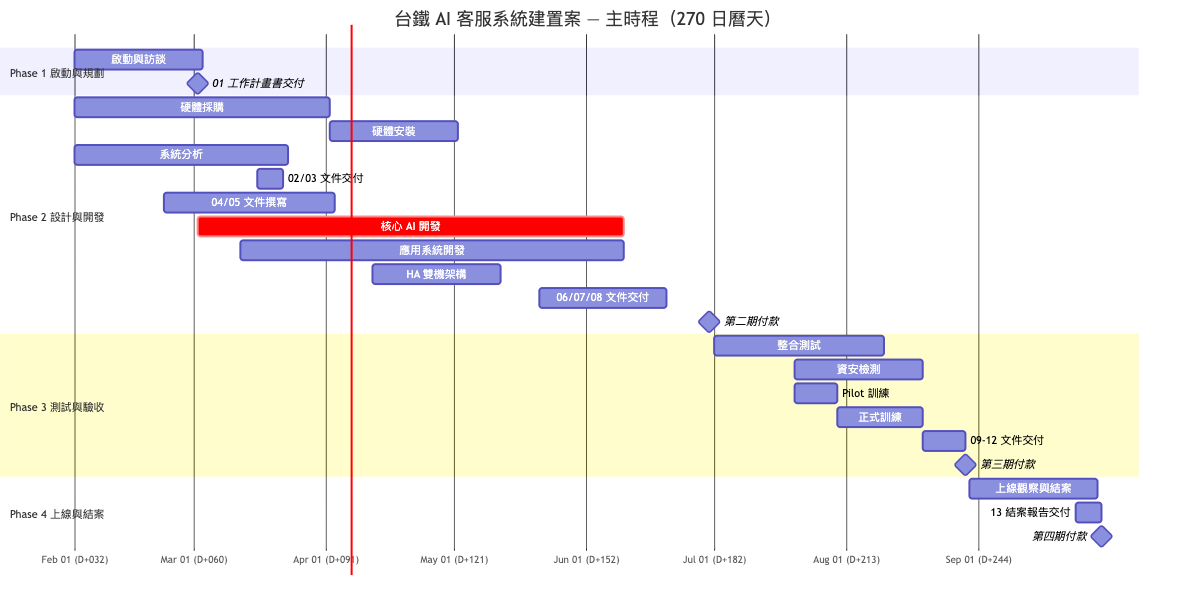 台鐵 AI 客服系統建置案 — 主時程（270 日曆天）
Phase 1 啟動與規劃
啟動與訪談
01 工作計畫書交付
Phase 2 設計與開發
硬體採購
硬體安裝
系統分析
02/03 文件交付
04/05 文件撰寫
核心 AI 開發
應用系統開發
HA 雙機架構
06/07/08 文件交付
第二期付款
Phase 3 測試與驗收
整合測試
資安檢測
Pilot 訓練
正式訓練
09-12 文件交付
第三期付款
Phase 4 上線與結案
上線觀察與結案
13 結案報告交付
第四期付款
Feb 01 (D+032)
Mar 01 (D+060)
Apr 01 (D+091)
May 01 (D+121)
Jun 01 (D+152)
Jul 01 (D+182)
Aug 01 (D+213)
Sep 01 (D+244)